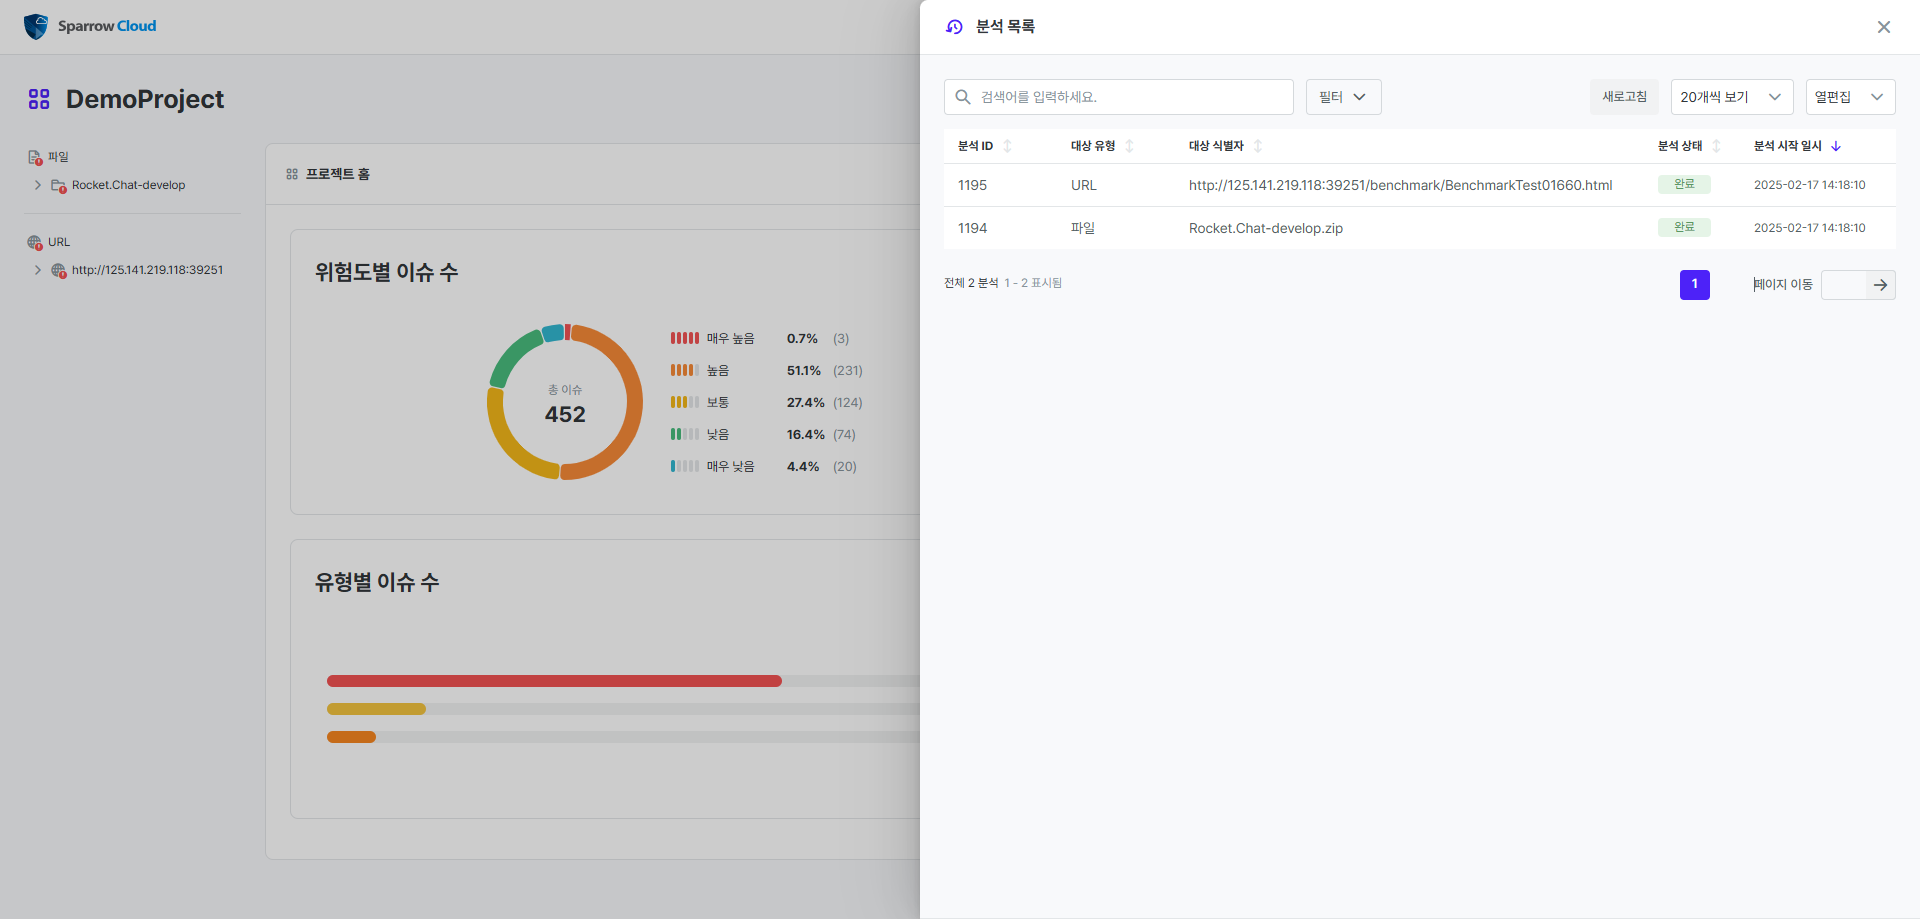 Sparrow Cloud
DemoProject
파일
Rocket.Chat-develop
URL
http://125.141.219.118:39251
프로젝트 홈
위험도별 이슈 수
총 이슈
452
매우 높음 0.7% (3)
높음 51.1% (231)
보통 27.4% (124)
낮음 16.4% (74)
매우 낮음 4.4% (20)
유형별 이슈 수
분석 목록
검색어를 입력하세요. 필터 새로고침 20개씩 보기 열편집
분석 ID 대상 유형 대상 식별자 분석 상태 분석 시작 일시
1195 URL http://125.141.219.118:39251/benchmark/BenchmarkTest01660.html 완료 2025-02-17 14:18:10
1194 파일 Rocket.Chat-develop.zip 완료 2025-02-17 14:18:10
전체 2 분석 1 - 2 표시됨 1 페이지 이동